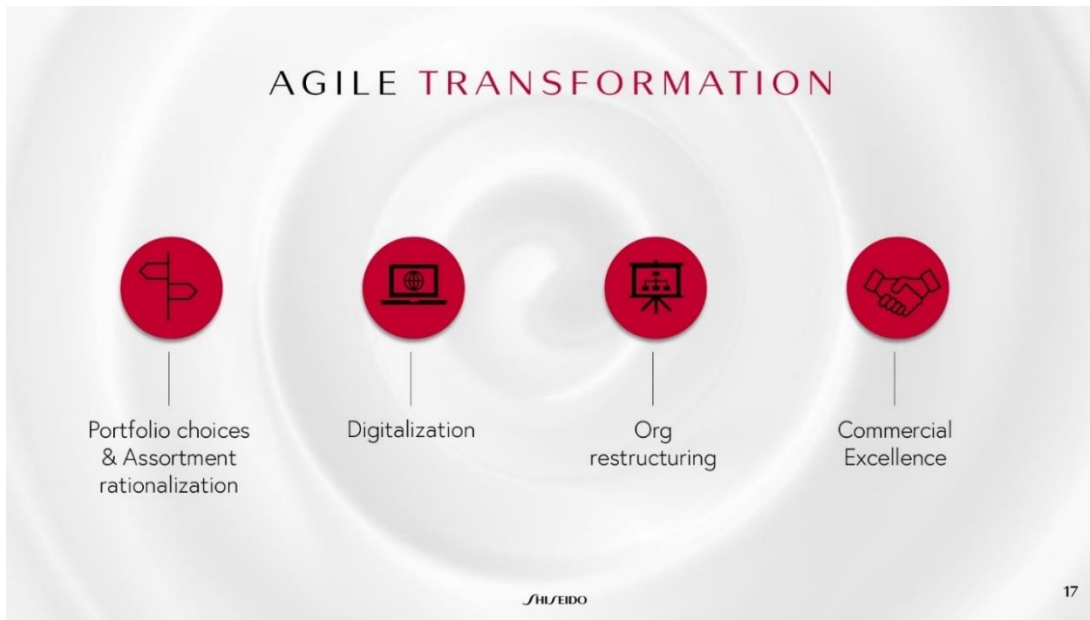 AGILE TRANSFORMATION
Portfolio choices
& Assortment
rationalization
Digitalization
Org
restructuring
Commercial
Excellence
SHISEIDO
17